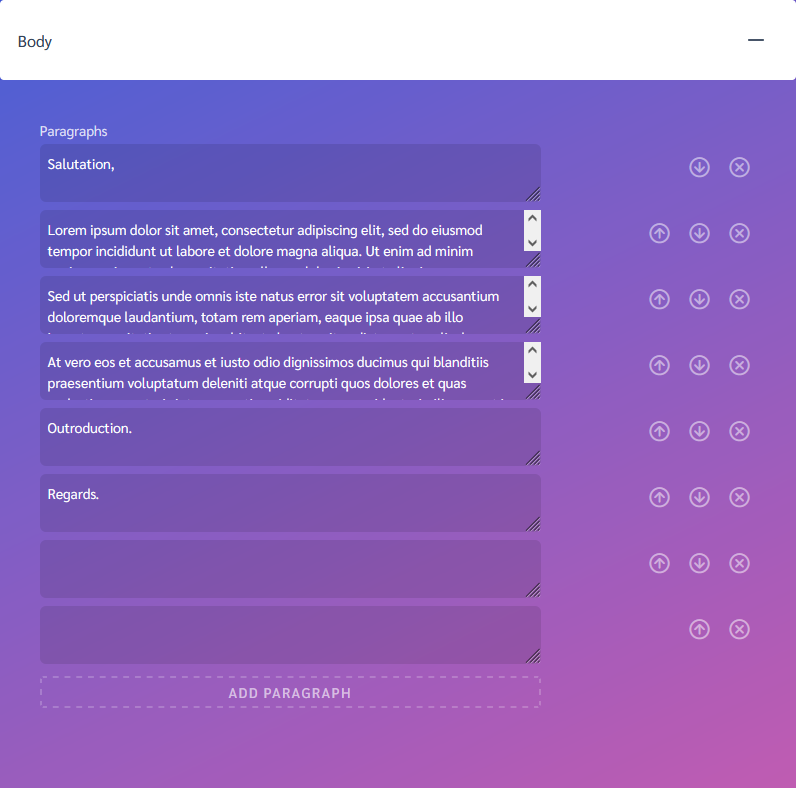 Body
Paragraphs
Salutation,
Lorem ipsum dolor sit amet, consectetur adipiscing elit, sed do eiusmod
tempor incididunt ut labore et dolore magna aliqua. Ut enim ad minim
Sed ut perspiciatis unde omnis iste natus error sit voluptatem accusantium
doloremque laudantium, totam rem aperiam, eaque ipsa quae ab illo
At vero eos et accusamus et iusto odio dignissimos ducimus qui blanditiis
praesentium voluptatum deleniti atque corrupti quos dolores et quas
Outroduction.
Regards.
ADD PARAGRAPH